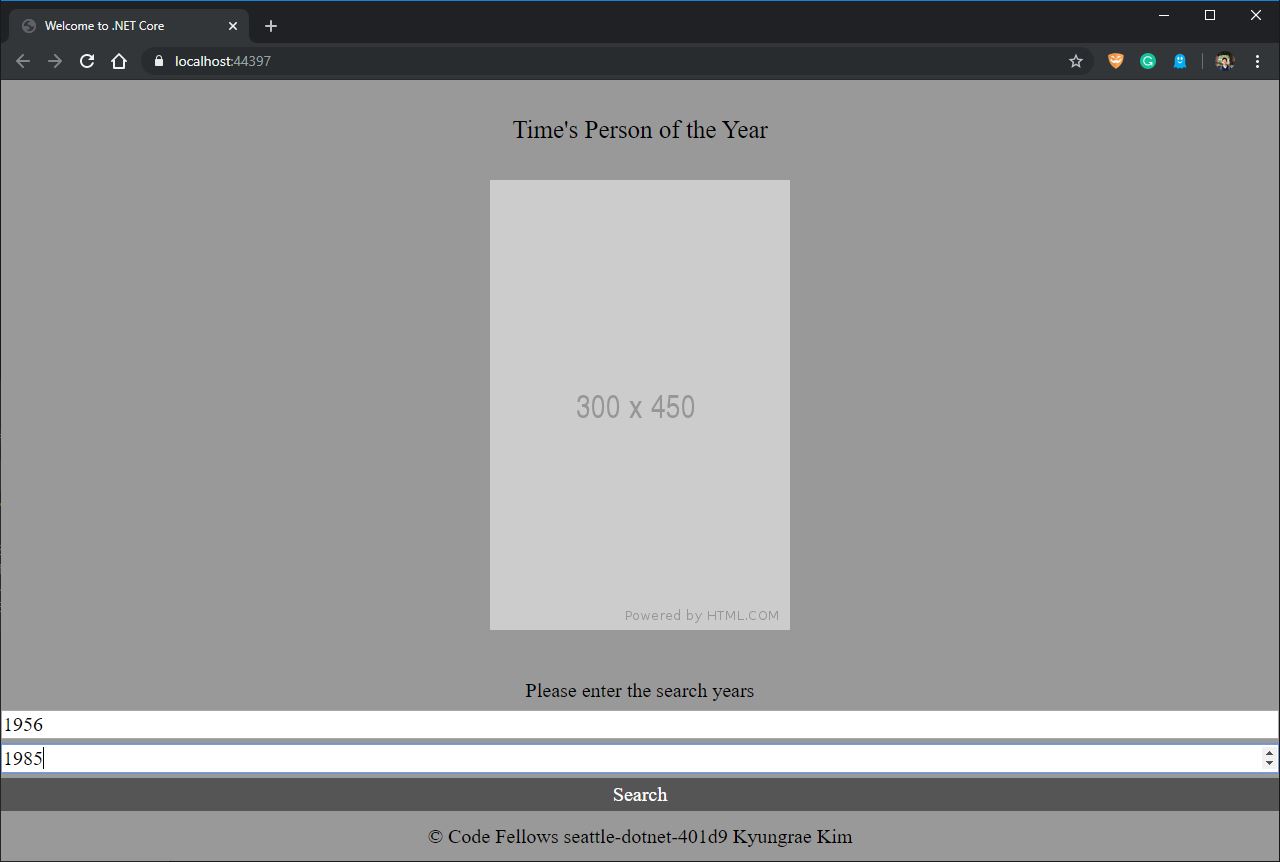 Welcome to .NET Core
localhost:44397
Time's Person of the Year
300 x 450
Powered by HTML.COM
Please enter the search years
1956
1985
Search
© Code Fellows seattle-dotnet-401d9 Kyungrae Kim